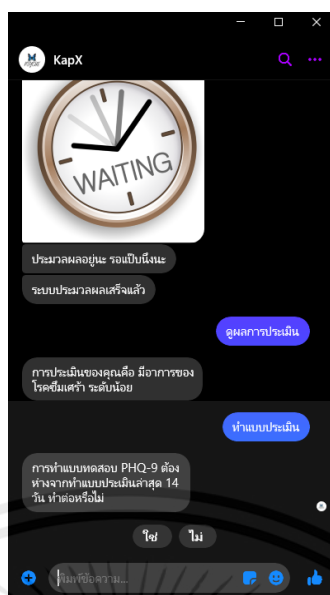 KapX
WAITING
ประมวลผลอยู่นะ รอแป๊บนึงนะ
ระบบประมวลผลเสร็จแล้ว
ดูผลการประเมิน
การประเมินของคุณคือ มีอาการของ
โรคซึมเศร้า ระดับน้อย
ทำแบบประเมิน
การทำแบบทดสอบ PHQ-9 ต้อง
ห่างจากทำแบบประเมินล่าสุด 14
วัน ทำต่อหรือไม่
ใช่
ไม่
พิมพ์ข้อความ...